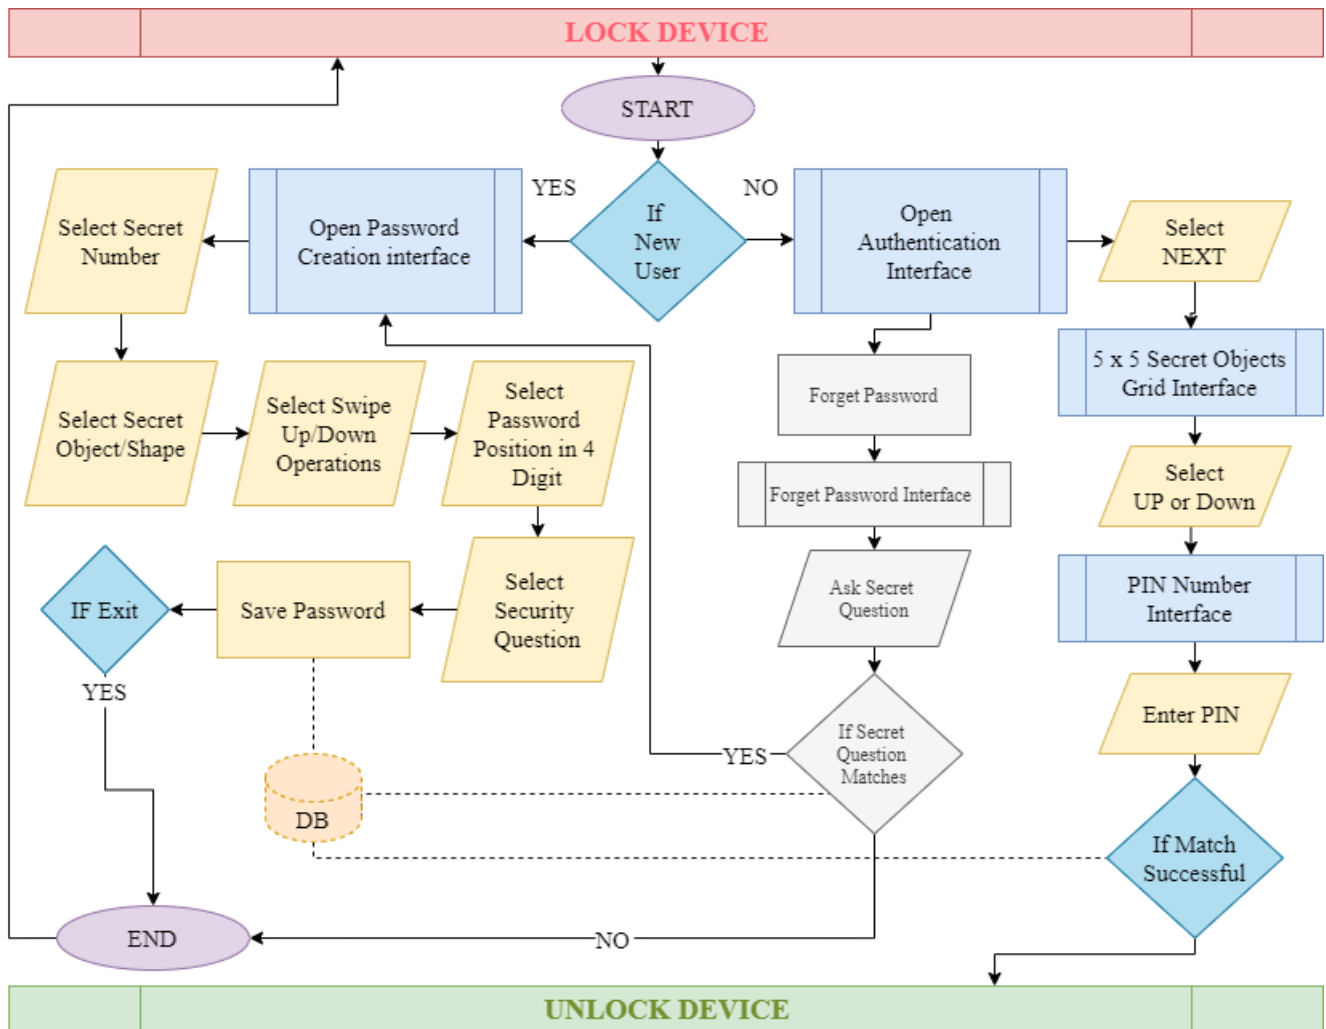 LOCK DEVICE
START
YES
NO
If
New
User
Open Password
Creation interface
Select Secret
Number
Open
Authentication
Interface
Select
NEXT
5 x 5 Secret Objects
Grid Interface
Select Secret
Object/Shape
Select Swipe
Up/Down
Operations
Select
Password
Position in 4
Digit
Forget Password
Forget Password Interface
Select
UP or Down
IF Exit
Save Password
Select
Security
Question
Ask Secret
Question
PIN Number
Interface
YES
Enter PIN
YES
If Secret
Question
Matches
DB
If Match
Successful
END
NO
UNLOCK DEVICE